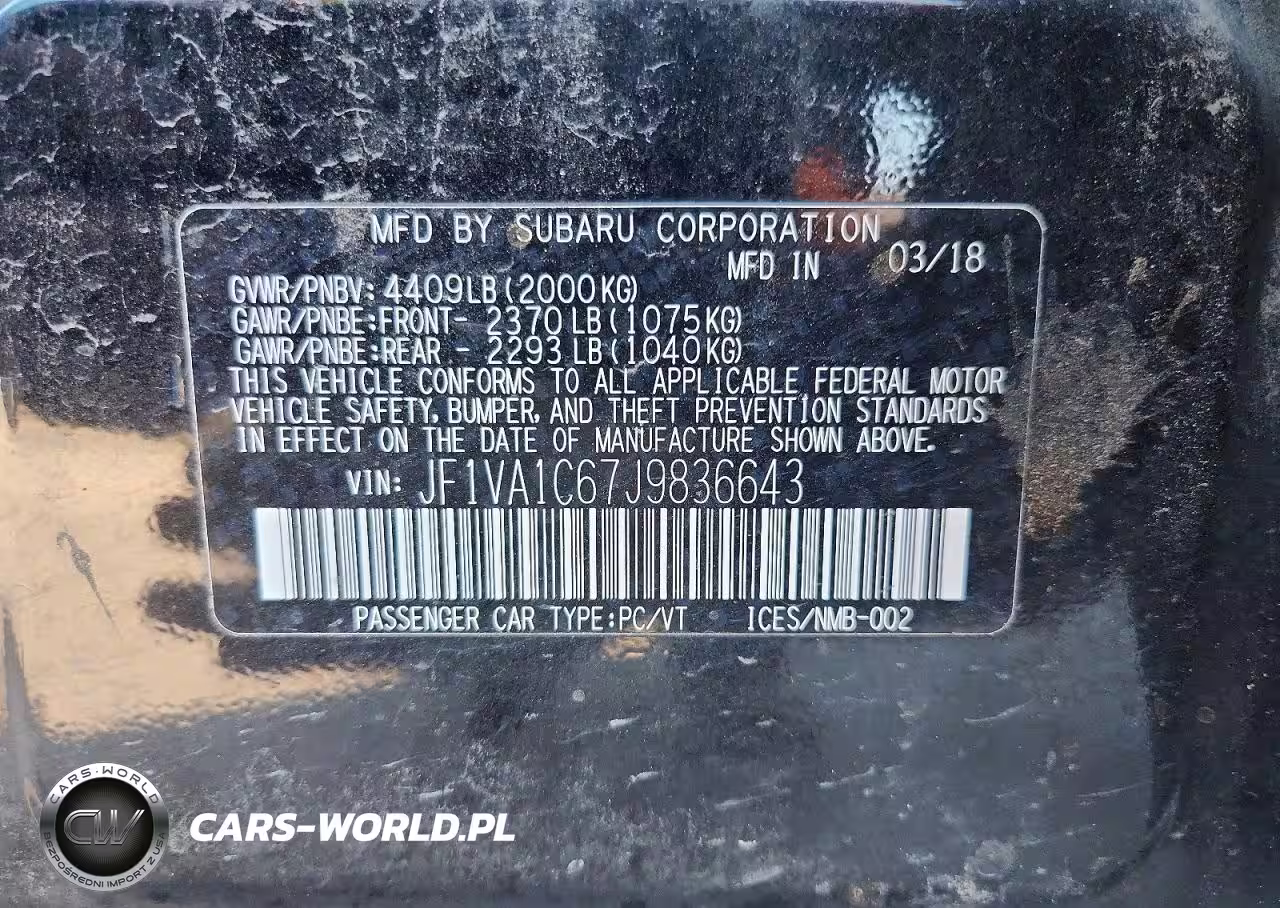 MFD BY SUBARU CORPORATION
MFD IN 03/18
GVWR/PNBV: 4409LB (2000KG)
GAWR/PNBE:FRONT- 2370 LB (1075KG)
GAWR/PNBE:REAR - 2293 LB (1040KG)
THIS VEHICLE CONFORMS TO ALL APPLICABLE FEDERAL MOTOR
VEHICLE SAFETY, BUMPER, AND THEFT PREVENTION STANDARDS
IN EFFECT ON THE DATE OF MANUFACTURE SHOWN ABOVE.
VIN: JF1VA1C67J9836643
PASSENGER CAR TYPE:PC/VT ICES/NMB-002
CARS-WORLD
CW
BEZPOŚREDNI IMPORT Z USA
CARS-WORLD.PL